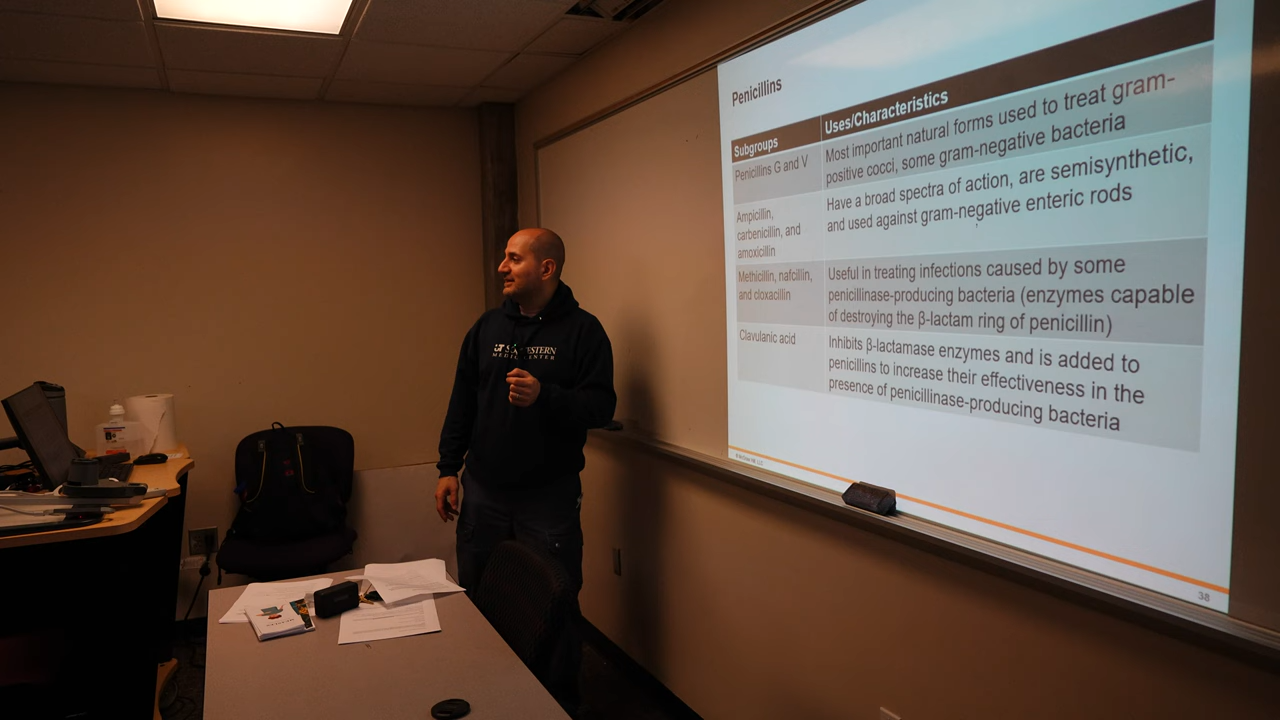 Penicillins
Subgroups
Uses/Characteristics
Penicillins G and V
Most important natural forms used to treat gram-
positive cocci, some gram-negative bacteria
Ampicillin,
carbenicillin, and
amoxicillin
Have a broad spectra of action, are semisynthetic,
and used against gram-negative enteric rods
Methicillin, nafcillin,
and cloxacillin
Useful in treating infections caused by some
penicillinase-producing bacteria (enzymes capable
of destroying the β-lactam ring of penicillin)
Clavulanic acid
Inhibits β-lactamase enzymes and is added to
penicillins to increase their effectiveness in the
presence of penicillinase-producing bacteria
38
UT SOUTHWESTERN
MEDICAL CENTER